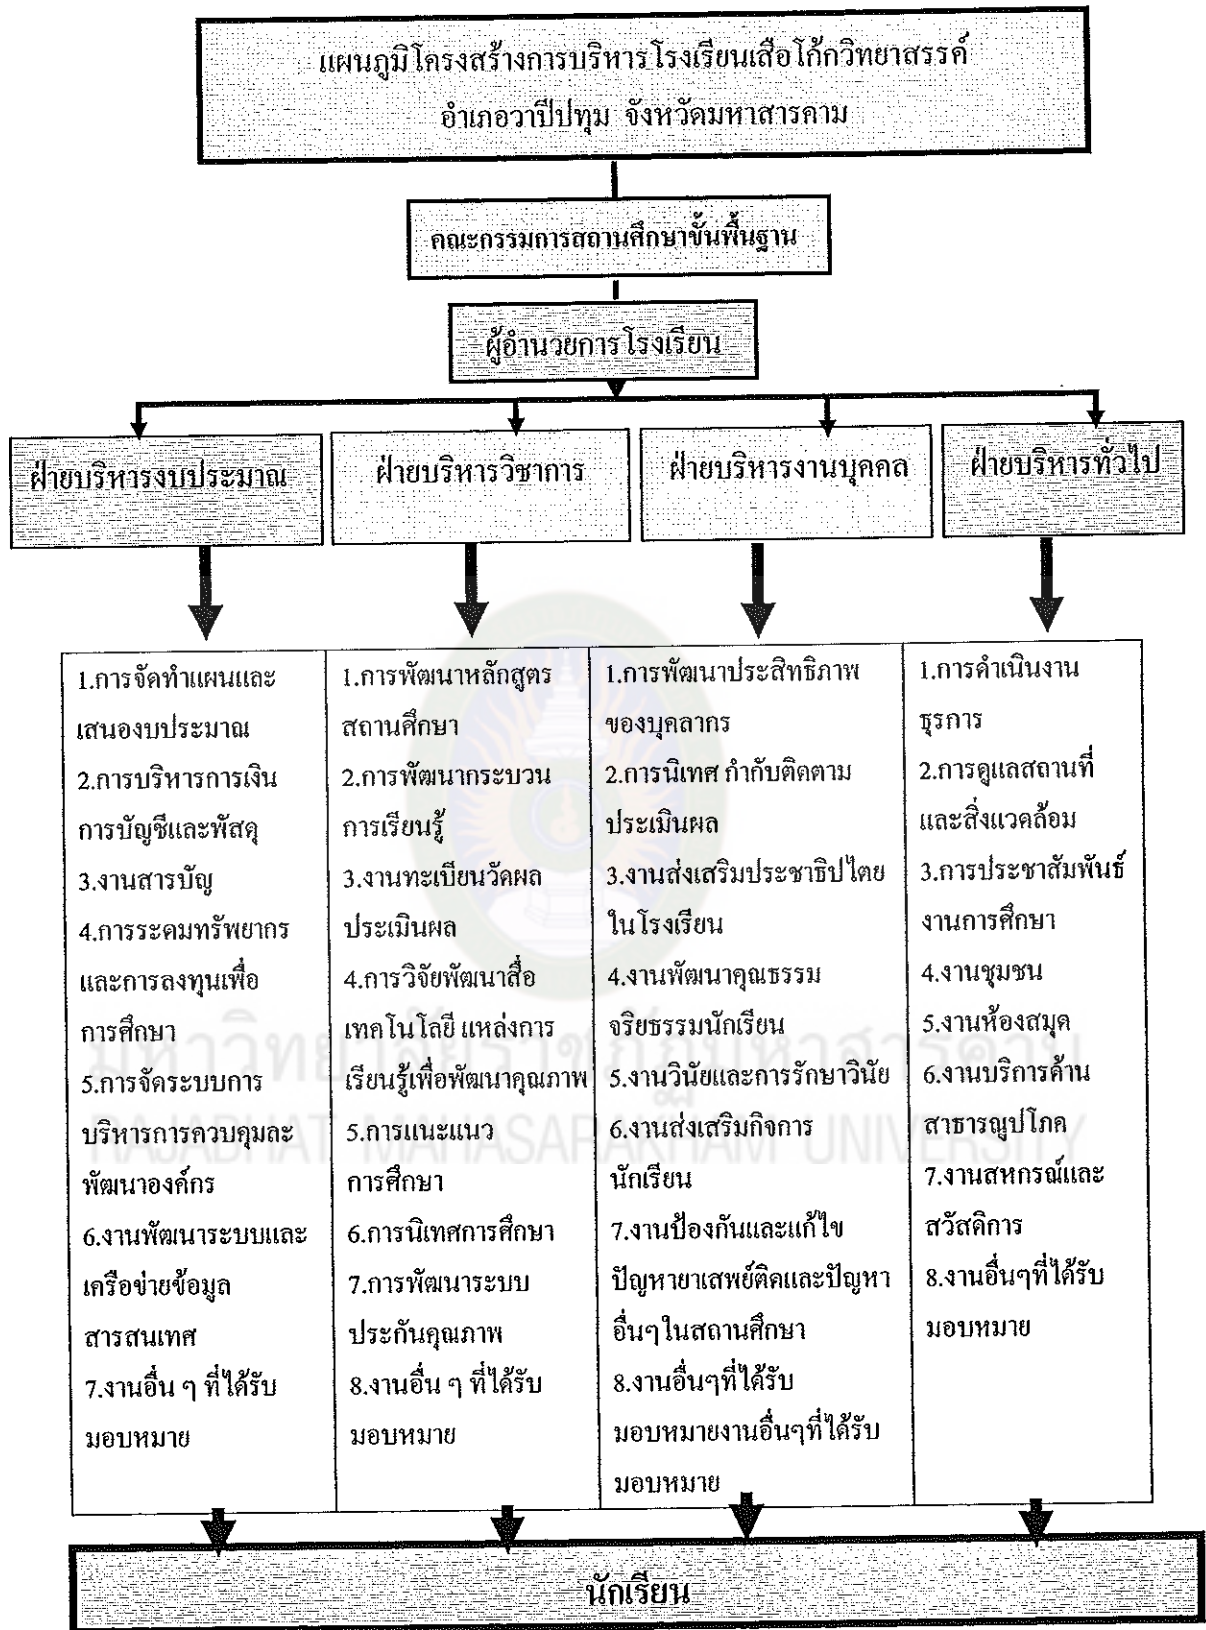 แผนภูมิโครงสร้างการบริหารโรงเรียนเสือโก้กวิทยาสรรค์
อำเภอวาปีปทุม จังหวัดมหาสารคาม
คณะกรรมการสถานศึกษาขั้นพื้นฐาน
ผู้อำนวยการโรงเรียน
ฝ่ายบริหารงบประมาณ
ฝ่ายบริหารวิชาการ
ฝ่ายบริหารงานบุคคล
ฝ่ายบริหารทั่วไป
1.การจัดทำแผนและ
เสนองบประมาณ
2.การบริหารการเงิน
การบัญชีและพัสดุ
3.งานสารบัญ
4.การระดมทรัพยากร
และการลงทุนเพื่อ
การศึกษา
5.การจัดระบบการ
บริหารการควบคุมละ
พัฒนาองค์กร
6.งานพัฒนาระบบและ
เครือข่ายข้อมูล
สารสนเทศ
7.งานอื่น ๆ ที่ได้รับ
มอบหมาย
1.การพัฒนาหลักสูตร
สถานศึกษา
2.การพัฒนากระบวน
การเรียนรู้
3.งานทะเบียนวัดผล
ประเมินผล
4.การวิจัยพัฒนาสื่อ
เทคโนโลยี แหล่งการ
เรียนรู้เพื่อพัฒนาคุณภาพ
5.การแนะแนว
การศึกษา
6.การนิเทศการศึกษา
7.การพัฒนาระบบ
ประกันคุณภาพ
8.งานอื่น ๆ ที่ได้รับ
มอบหมาย
1.การพัฒนาประสิทธิภาพ
ของบุคลากร
2.การนิเทศ กำกับติดตาม
ประเมินผล
3.งานส่งเสริมประชาธิปไตย
ในโรงเรียน
4.งานพัฒนาคุณธรรม
จริยธรรมนักเรียน
5.งานวินัยและการรักษาวินัย
6.งานส่งเสริมกิจการ
นักเรียน
7.งานป้องกันและแก้ไข
ปัญหายาเสพย์ติดและปัญหา
อื่นๆในสถานศึกษา
8.งานอื่นๆที่ได้รับ
มอบหมายงานอื่นๆที่ได้รับ
มอบหมาย
1.การดำเนินงาน
ธุรการ
2.การดูแลสถานที่
และสิ่งแวดล้อม
3.การประชาสัมพันธ์
งานการศึกษา
4.งานชุมชน
5.งานห้องสมุด
6.งานบริการด้าน
สาธารณูปโภค
7.งานสหกรณ์และ
สวัสดิการ
8.งานอื่นๆที่ได้รับ
มอบหมาย
นักเรียน
มหาวิทยาลัยราชภัฏมหาสารคาม
RAJABHAT MAHASARAKHAM UNIVERSITY